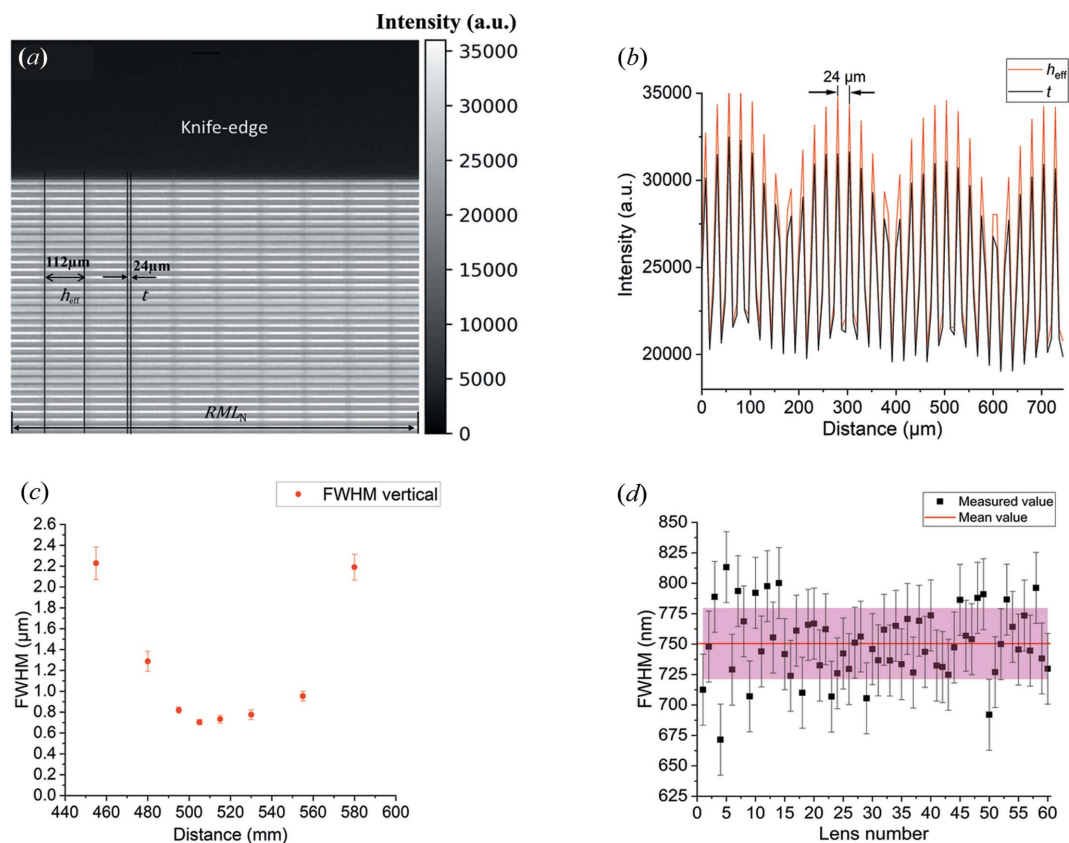 (a)
Intensity (a.u.)
35000
30000
25000
20000
15000
10000
5000
0
Knife-edge
112μm
24μm
heff
t
RMLN
(b)
24 μm
heff
t
Intensity (a.u.)
35000
30000
25000
20000
0 100 200 300 400 500 600 700
Distance (μm)
(c)
FWHM vertical
FWHM (μm)
2.6
2.4
2.2
2.0
1.8
1.6
1.4
1.2
1.0
0.8
0.6
0.4
0.2
0.0
440 460 480 500 520 540 560 580 600
Distance (mm)
(d)
Measured value
Mean value
FWHM (nm)
850
825
800
775
750
725
700
675
650
625
0 5 10 15 20 25 30 35 40 45 50 55 60
Lens number